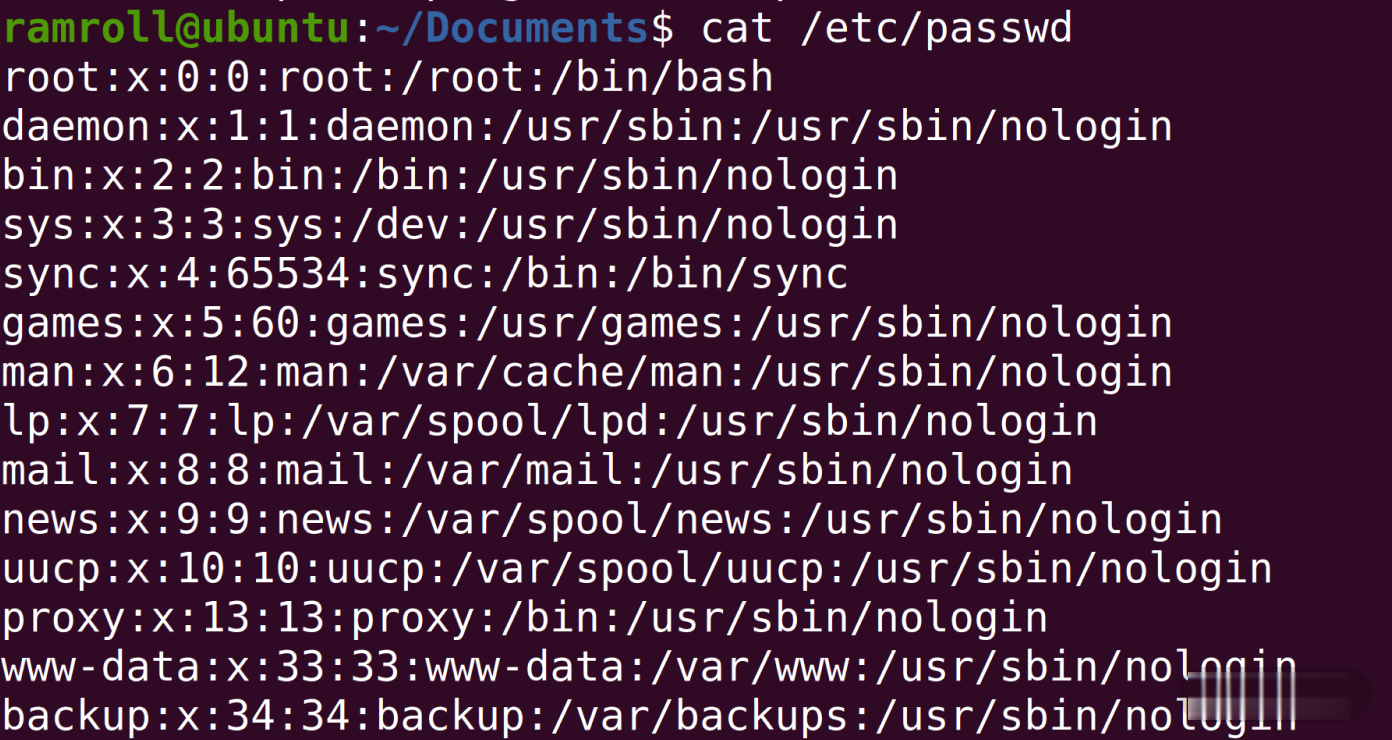 ramroll@ubuntu:~/Documents$ cat /etc/passwd
root:x:0:0:root:/root:/bin/bash
daemon:x:1:1:daemon:/usr/sbin:/usr/sbin/nologin
bin:x:2:2:bin:/bin:/usr/sbin/nologin
sys:x:3:3:sys:/dev:/usr/sbin/nologin
sync:x:4:65534:sync:/bin:/bin/sync
games:x:5:60:games:/usr/games:/usr/sbin/nologin
man:x:6:12:man:/var/cache/man:/usr/sbin/nologin
lp:x:7:7:lp:/var/spool/lpd:/usr/sbin/nologin
mail:x:8:8:mail:/var/mail:/usr/sbin/nologin
news:x:9:9:news:/var/spool/news:/usr/sbin/nologin
uucp:x:10:10:uucp:/var/spool/uucp:/usr/sbin/nologin
proxy:x:13:13:proxy:/bin:/usr/sbin/nologin
www-data:x:33:33:www-data:/var/www:/usr/sbin/nologin
backup:x:34:34:backup:/var/backups:/usr/sbin/nologin